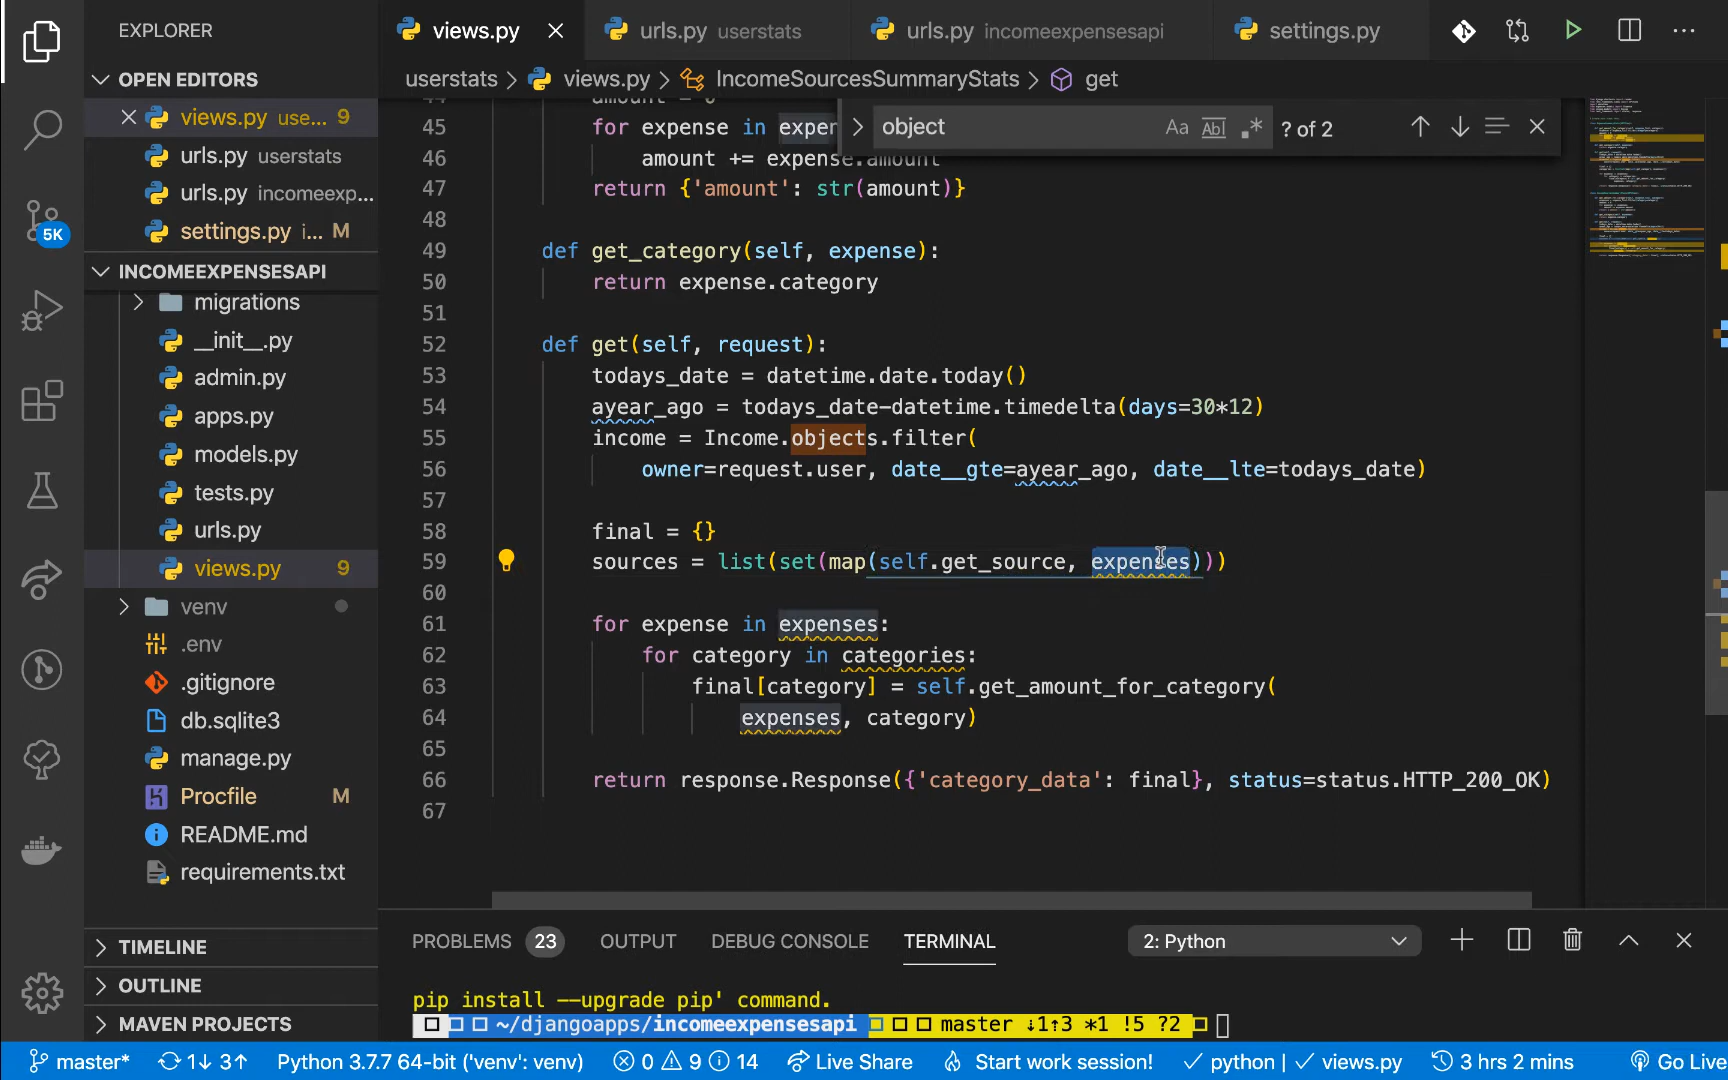 EXPLORER
OPEN EDITORS
views.py use... 9
urls.py userstats
urls.py incomeexp...
settings.py i... M
INCOMEEXPENSESAPI
migrations
__init__.py
admin.py
apps.py
models.py
tests.py
urls.py
views.py 9
venv
.env
.gitignore
db.sqlite3
manage.py
Procfile M
README.md
requirements.txt
TIMELINE
OUTLINE
MAVEN PROJECTS
5K
views.py
urls.py userstats
urls.py incomeexpensesapi
settings.py
userstats > views.py > IncomeSourcesSummaryStats > get
object Aa Abl .* ? of 2
45 for expense in exper
46 amount += expense.amount
47 return {'amount': str(amount)}
48
49 def get_category(self, expense):
50 return expense.category
51
52 def get(self, request):
53 todays_date = datetime.date.today()
54 ayear_ago = todays_date-datetime.timedelta(days=30*12)
55 income = Income.objects.filter(
56 owner=request.user, date__gte=ayear_ago, date__lte=todays_date)
57
58 final = {}
59 sources = list(set(map(self.get_source, expenses)))
60
61 for expense in expenses:
62 for category in categories:
63 final[category] = self.get_amount_for_category(
64 expenses, category)
65
66 return response.Response({'category_data': final}, status=status.HTTP_200_OK)
67
PROBLEMS 23 OUTPUT DEBUG CONSOLE TERMINAL 2: Python
pip install --upgrade pip' command.
~/djangoapps/incomeexpensesapi master ↓1↑3 *1 !5 ?2
master* 1↓ 3↑ Python 3.7.7 64-bit ('venv': venv) 0 9 14 Live Share Start work session! ✓ python | ✓ views.py 3 hrs 2 mins Go Live